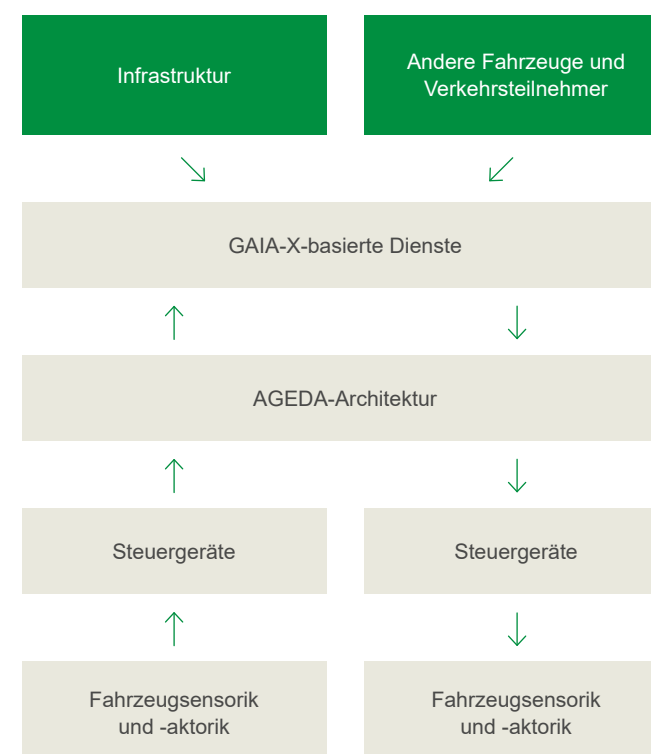 Infrastruktur
Andere Fahrzeuge und
Verkehrsteilnehmer
GAIA-X-basierte Dienste
AGEDA-Architektur
Steuergeräte
Steuergeräte
Fahrzeugsensorik
und -aktorik
Fahrzeugsensorik
und -aktorik